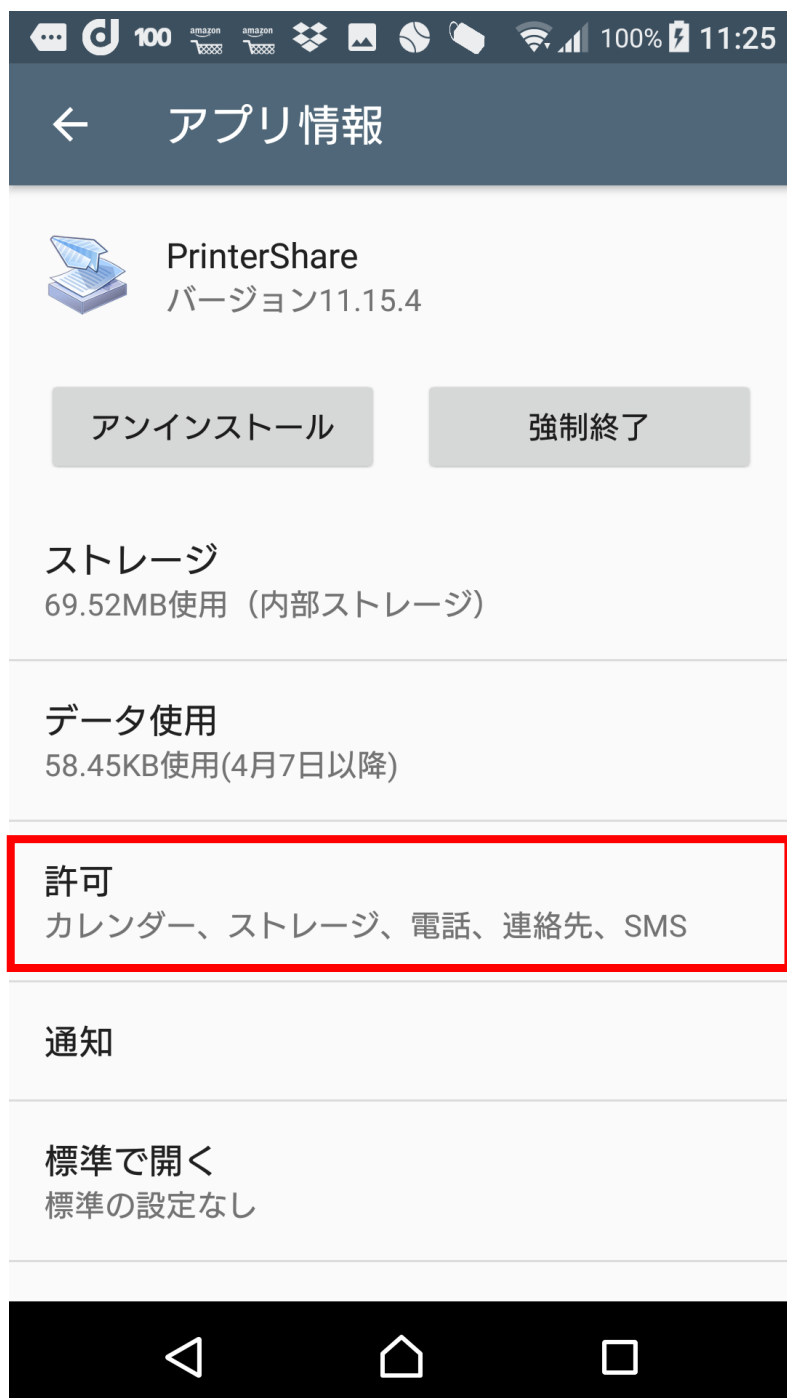 100 amazon amazon 100% 11:25
アプリ情報
PrinterShare
バージョン11.15.4
アンインストール 強制終了
ストレージ
69.52MB使用（内部ストレージ）
データ使用
58.45KB使用(4月7日以降)
許可
カレンダー、ストレージ、電話、連絡先、SMS
通知
標準で開く
標準の設定なし